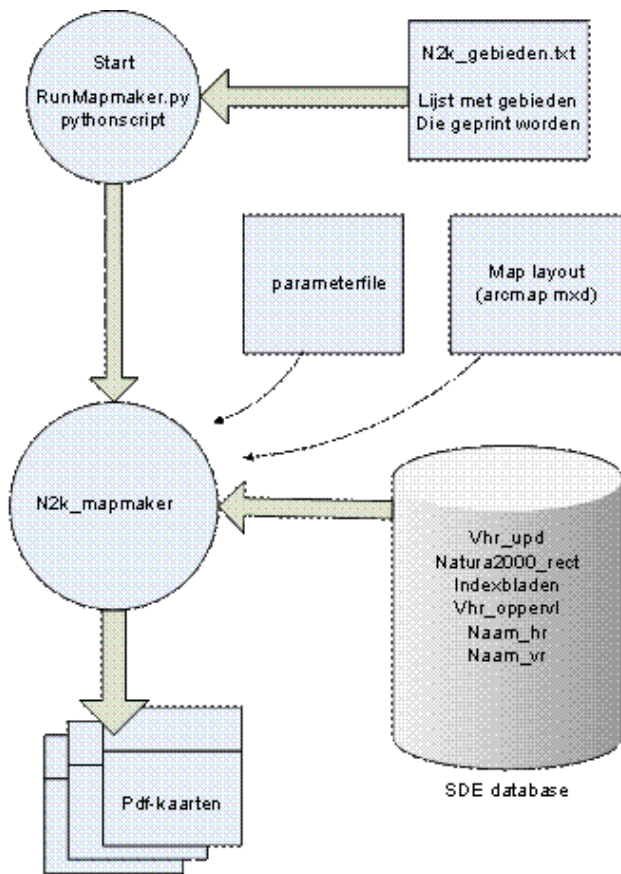 Start
RunMapmaker.py
pythonscript
N2k_gebieden.txt
Lijst met gebieden
Die geprint worden
parameterfile
Map layout
(arcmap mxd)
N2k_mapmaker
Vhr_upd
Natura2000_rect
Indexbladen
Vhr_oppervl
Naam_hr
Naam_vr
SDE database
Pdf-kaarten